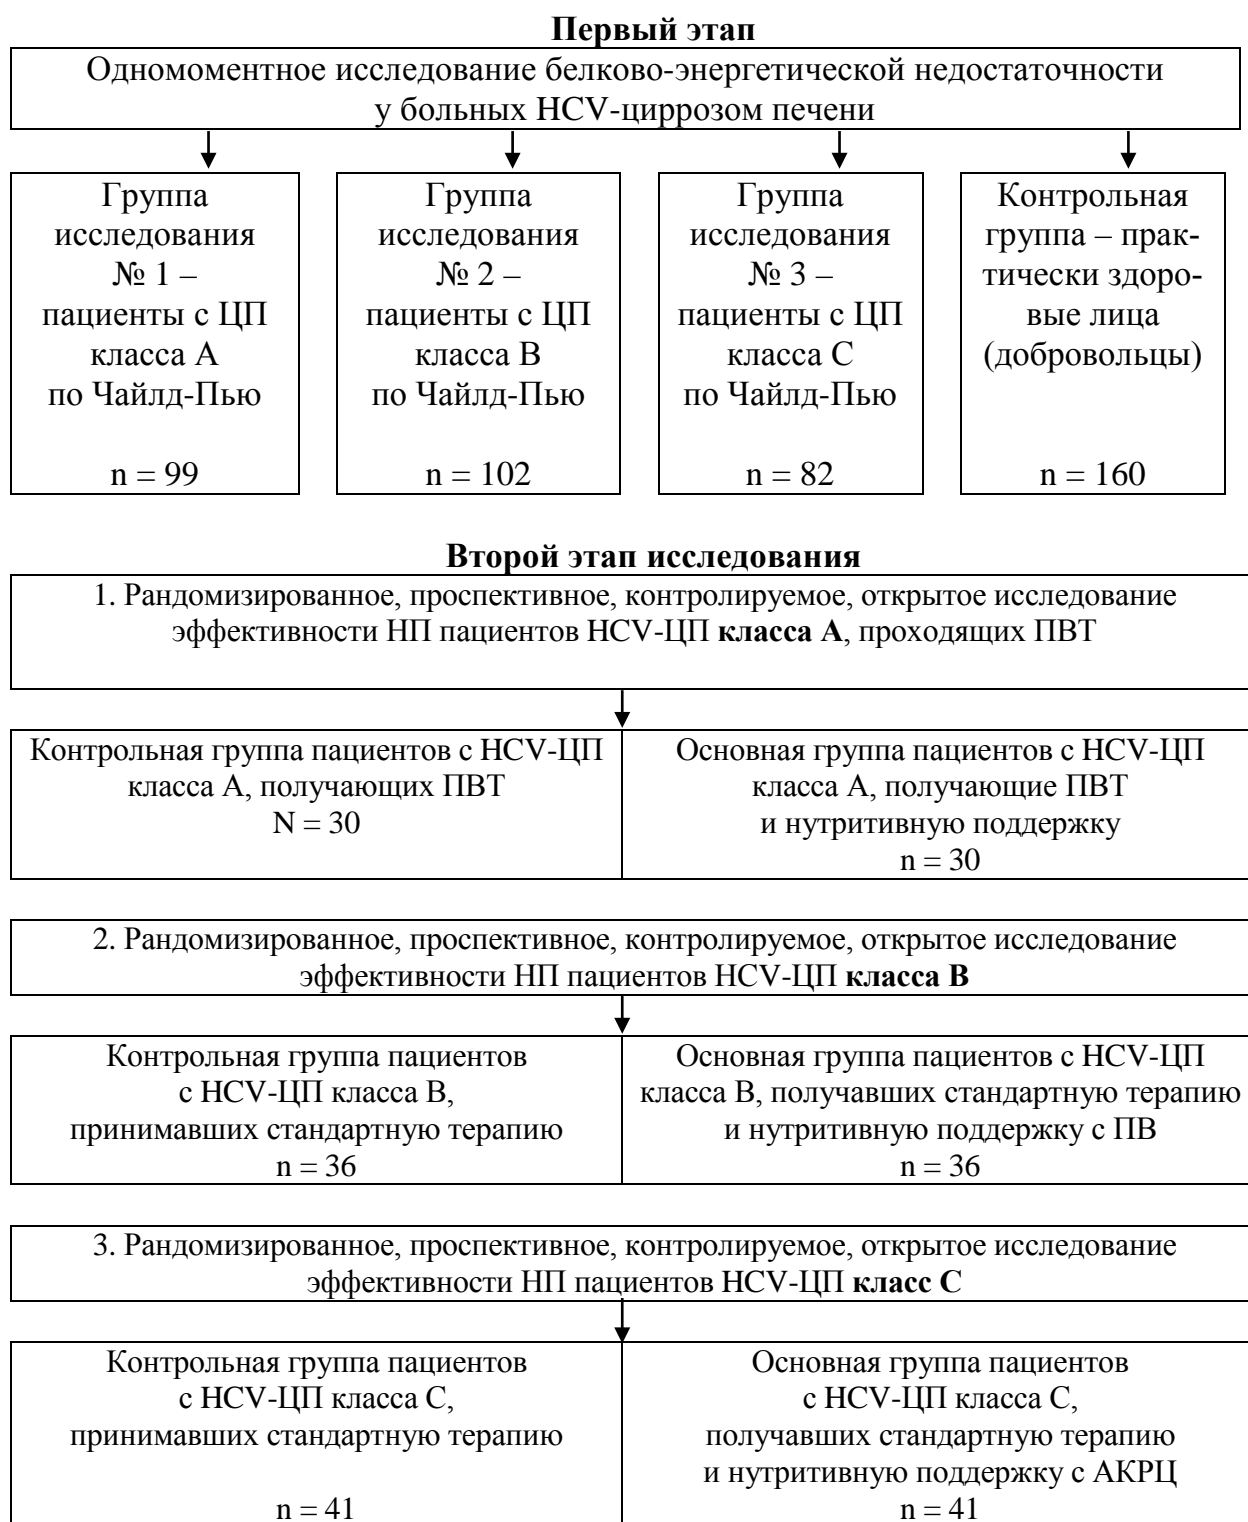 Первый этап
Одномоментное исследование белково-энергетической недостаточности
у больных HCV-циррозом печени
Группа
исследования
№ 1 –
пациенты с ЦП
класса А
по Чайлд-Пью
n = 99
Группа
исследования
№ 2 –
пациенты с ЦП
класса В
по Чайлд-Пью
n = 102
Группа
исследования
№ 3 –
пациенты с ЦП
класса С
по Чайлд-Пью
n = 82
Контрольная
группа – прак-
тически здоро-
вые лица
(добровольцы)
n = 160
Второй этап исследования
1. Рандомизированное, проспективное, контролируемое, открытое исследование
эффективности НП пациентов HCV-ЦП класса А, проходящих ПВТ
Контрольная группа пациентов с HCV-ЦП
класса А, получающих ПВТ
N = 30
Основная группа пациентов с HCV-ЦП
класса А, получающие ПВТ
и нутритивную поддержку
n = 30
2. Рандомизированное, проспективное, контролируемое, открытое исследование
эффективности НП пациентов HCV-ЦП класса В
Контрольная группа пациентов
с HCV-ЦП класса В,
принимавших стандартную терапию
n = 36
Основная группа пациентов с HCV-ЦП
класса В, получавших стандартную терапию
и нутритивную поддержку с ПВ
n = 36
3. Рандомизированное, проспективное, контролируемое, открытое исследование
эффективности НП пациентов HCV-ЦП класс С
Контрольная группа пациентов
с HCV-ЦП класса С,
принимавших стандартную терапию
n = 41
Основная группа пациентов
с HCV-ЦП класса С,
получавших стандартную терапию
и нутритивную поддержку с АКРЦ
n = 41